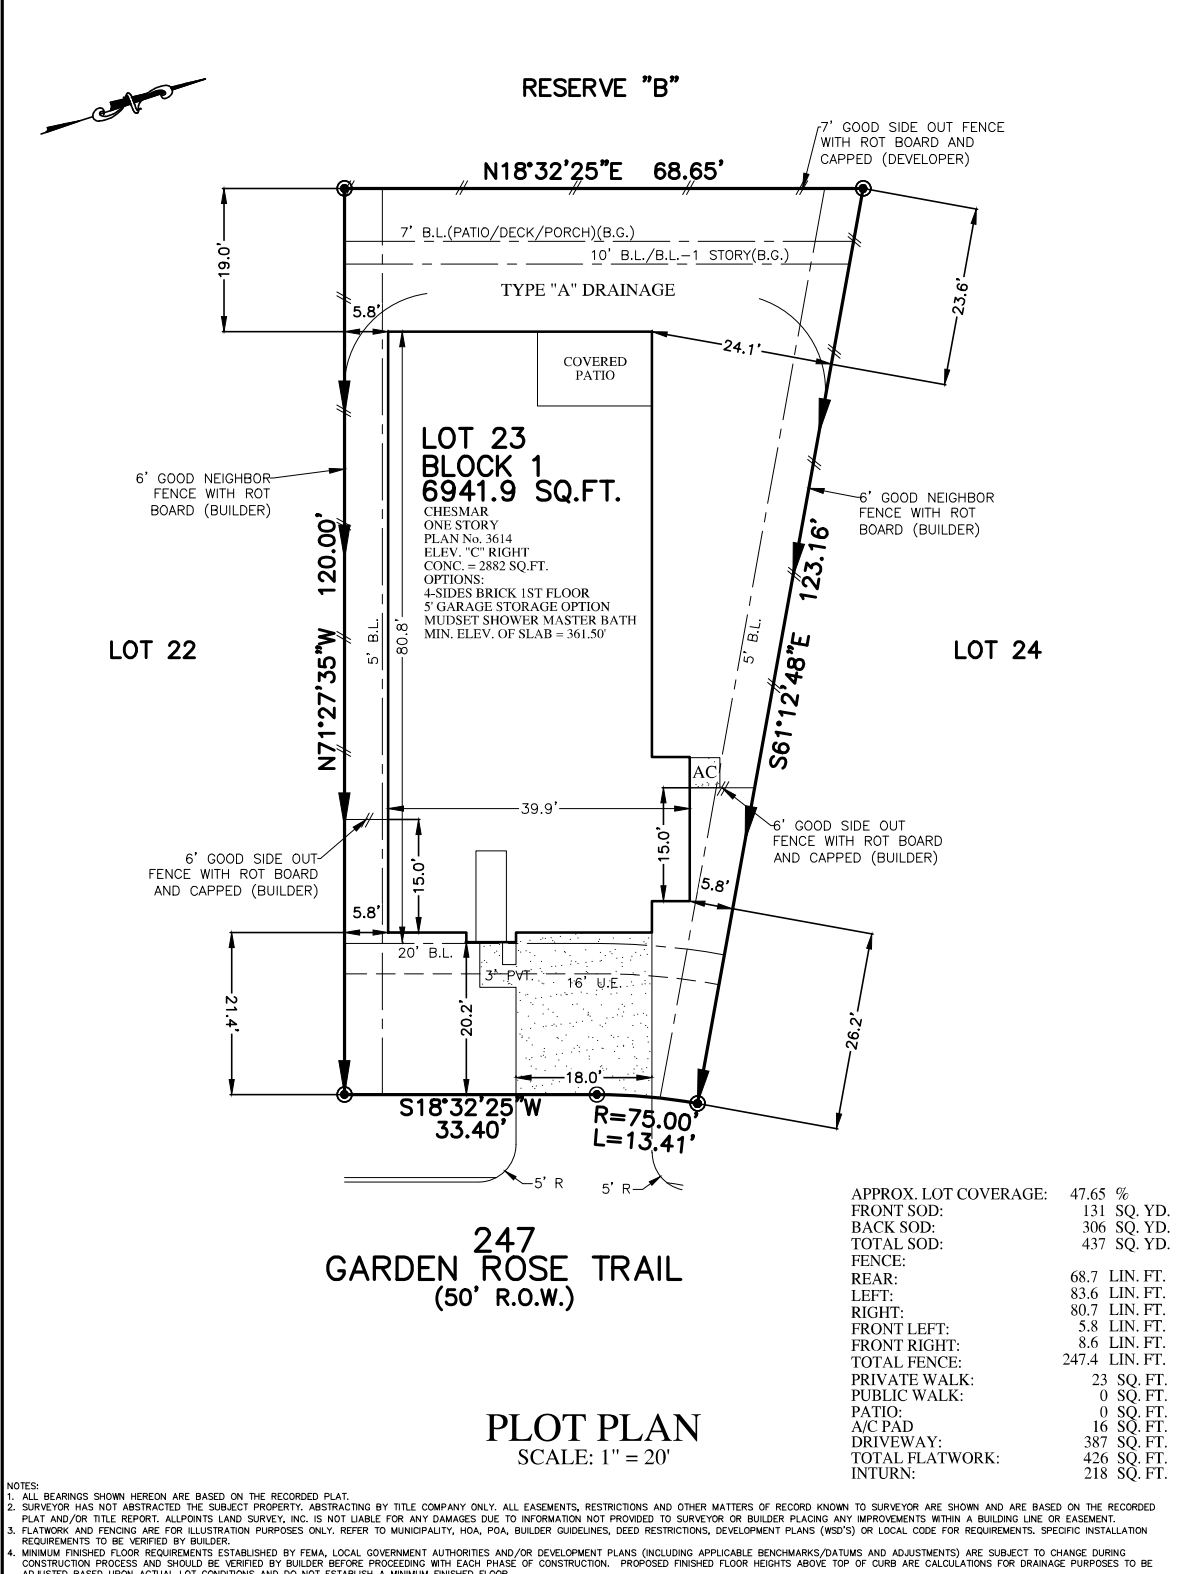 RESERVE "B"
7' GOOD SIDE OUT FENCE
WITH ROT BOARD AND
CAPPED (DEVELOPER)
N18°32'25"E 68.65'
19.0'
7' B.L.(PATIO/DECK/PORCH)(B.G.)
10' B.L./B.L.-1 STORY(B.G.)
TYPE "A" DRAINAGE
23.6'
5.8'
24.1'
COVERED
PATIO
LOT 23
BLOCK 1
6941.9 SQ.FT.
CHESMAR
ONE STORY
PLAN No. 3614
ELEV. "C" RIGHT
CONC. = 2882 SQ.FT.
OPTIONS:
4-SIDES BRICK 1ST FLOOR
5' GARAGE STORAGE OPTION
MUDSET SHOWER MASTER BATH
MIN. ELEV. OF SLAB = 361.50'
6' GOOD NEIGHBOR
FENCE WITH ROT
BOARD (BUILDER)
6' GOOD NEIGHBOR
FENCE WITH ROT
BOARD (BUILDER)
N71°27'35"W 120.00'
5' B.L.
80.8'
5' B.L.
S61°12'48"E 123.16'
LOT 22
LOT 24
AC
39.9'
6' GOOD SIDE OUT
FENCE WITH ROT BOARD
AND CAPPED (BUILDER)
15.0'
15.0'
6' GOOD SIDE OUT
FENCE WITH ROT BOARD
AND CAPPED (BUILDER)
5.8'
5.8'
20' B.L.
3' PVT.
16' U.E.
21.4'
20.2'
26.2'
18.0'
S18°32'25"W
33.40'
R=75.00'
L=13.41'
5' R
5' R
247
GARDEN ROSE TRAIL
(50' R.O.W.)
APPROX. LOT COVERAGE: 47.65 %
FRONT SOD: 131 SQ. YD.
BACK SOD: 306 SQ. YD.
TOTAL SOD: 437 SQ. YD.
FENCE:
REAR: 68.7 LIN. FT.
LEFT: 83.6 LIN. FT.
RIGHT: 80.7 LIN. FT.
FRONT LEFT: 5.8 LIN. FT.
FRONT RIGHT: 8.6 LIN. FT.
TOTAL FENCE: 247.4 LIN. FT.
PRIVATE WALK: 23 SQ. FT.
PUBLIC WALK: 0 SQ. FT.
PATIO: 0 SQ. FT.
A/C PAD 16 SQ. FT.
DRIVEWAY: 387 SQ. FT.
TOTAL FLATWORK: 426 SQ. FT.
INTURN: 218 SQ. FT.
PLOT PLAN
SCALE: 1" = 20'
NOTES:
1. ALL BEARINGS SHOWN HEREON ARE BASED ON THE RECORDED PLAT.
2. SURVEYOR HAS NOT ABSTRACTED THE SUBJECT PROPERTY. ABSTRACTING BY TITLE COMPANY ONLY. ALL EASEMENTS, RESTRICTIONS AND OTHER MATTERS OF RECORD KNOWN TO SURVEYOR ARE SHOWN AND ARE BASED ON THE RECORDED
PLAT AND/OR TITLE REPORT. ALLPOINTS LAND SURVEY, INC. IS NOT LIABLE FOR ANY DAMAGES DUE TO INFORMATION NOT PROVIDED TO SURVEYOR OR BUILDER PLACING ANY IMPROVEMENTS WITHIN A BUILDING LINE OR EASEMENT.
3. FLATWORK AND FENCING ARE FOR ILLUSTRATION PURPOSES ONLY. REFER TO MUNICIPALITY, HOA, POA, BUILDER GUIDELINES, DEED RESTRICTIONS, DEVELOPMENT PLANS (WSD'S) OR LOCAL CODE FOR REQUIREMENTS. SPECIFIC INSTALLATION
REQUIREMENTS TO BE VERIFIED BY BUILDER.
4. MINIMUM FINISHED FLOOR REQUIREMENTS ESTABLISHED BY FEMA, LOCAL GOVERNMENT AUTHORITIES AND/OR DEVELOPMENT PLANS (INCLUDING APPLICABLE BENCHMARKS/DATUMS AND ADJUSTMENTS) ARE SUBJECT TO CHANGE DURING
CONSTRUCTION PROCESS AND SHOULD BE VERIFIED BY BUILDER BEFORE PROCEEDING WITH EACH PHASE OF CONSTRUCTION. PROPOSED FINISHED FLOOR HEIGHTS ABOVE TOP OF CURB ARE CALCULATIONS FOR DRAINAGE PURPOSES TO BE
ADJUSTED BASED UPON ACTUAL LOT CONDITIONS AND DO NOT ESTABLISH A MINIMUM FINISHED FLOOR.